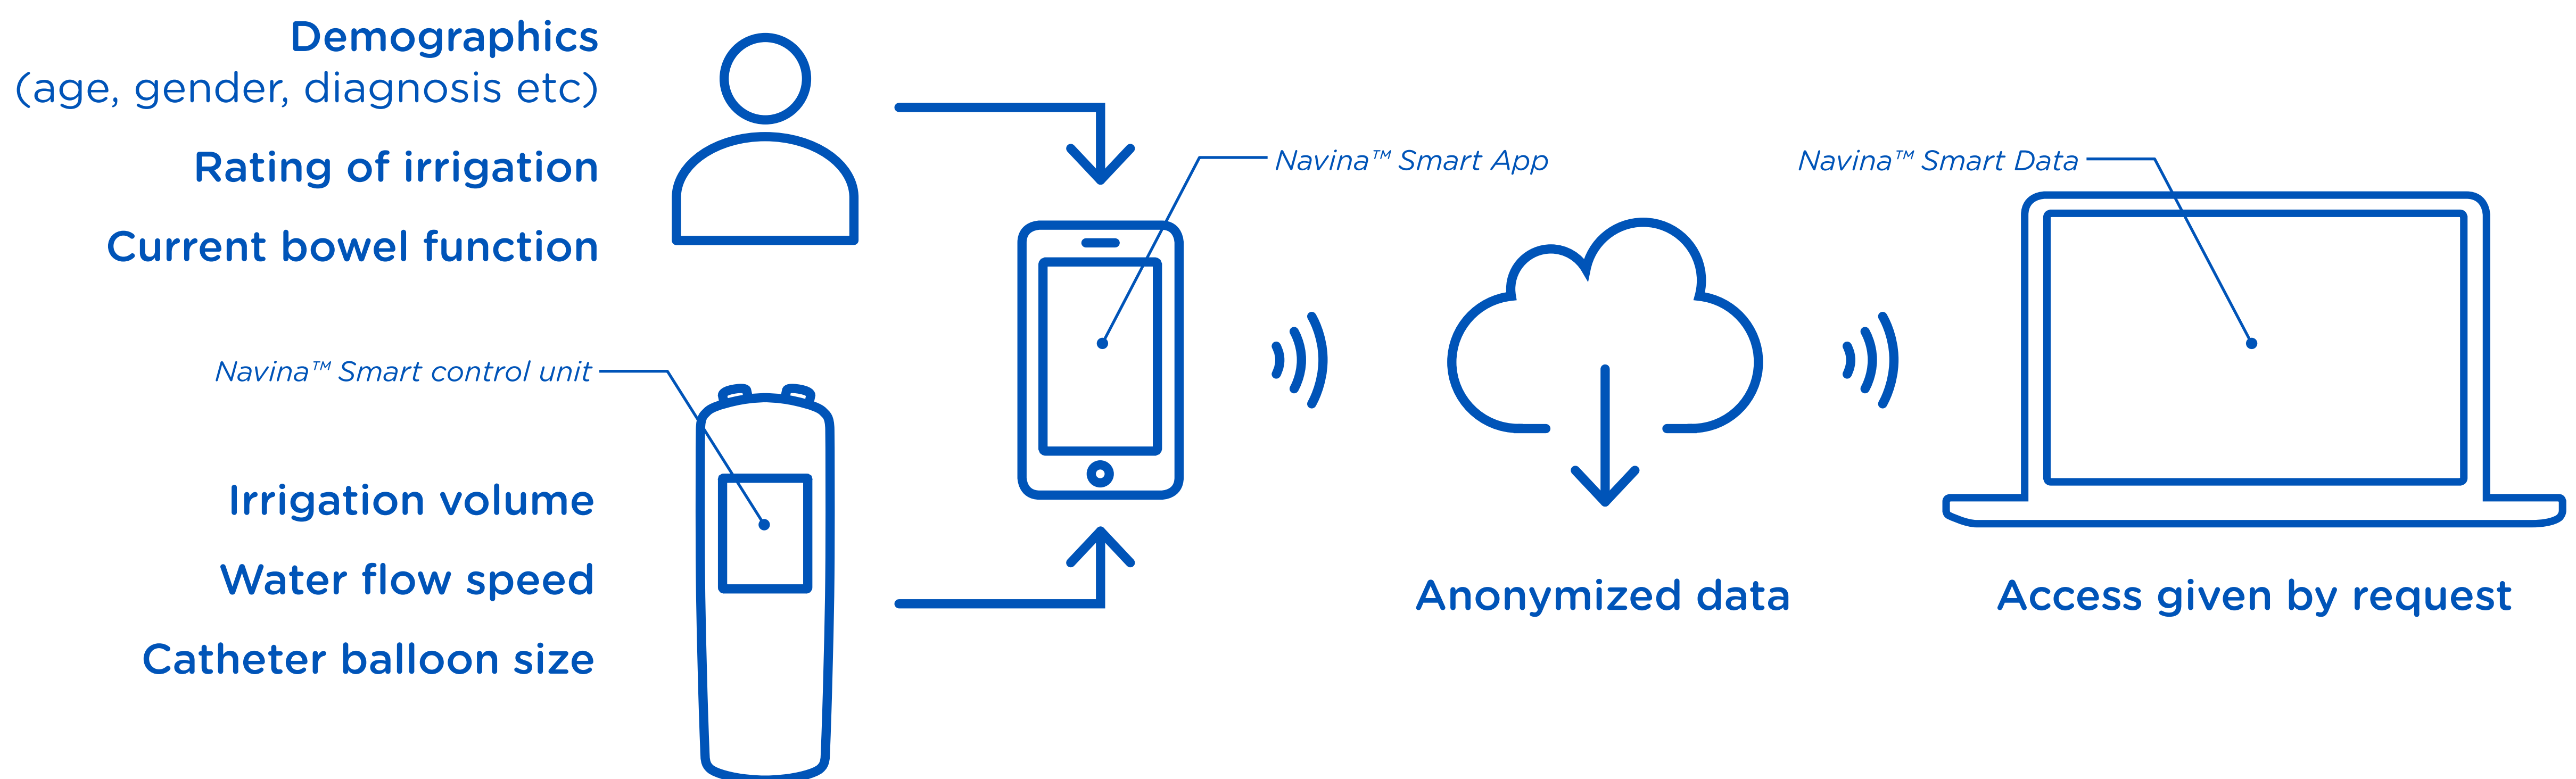 Demographics
(age, gender, diagnosis etc)
Rating of irrigation
Current bowel function
Navina™ Smart control unit
Irrigation volume
Water flow speed
Catheter balloon size
Navina™ Smart App
Anonymized data
Navina™ Smart Data
Access given by request